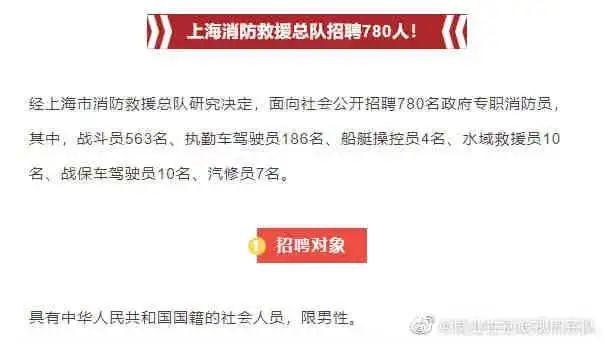 上海消防救援总队招聘780人！
经上海市消防救援总队研究决定，面向社会公开招聘780名政府专职消防员，
其中，战斗员563名、执勤车驾驶员186名、船艇操控员4名、水域救援员10
名、战保车驾驶员10名、汽修员7名。
1 招聘对象
具有中华人民共和国国籍的社会人员，限男性。